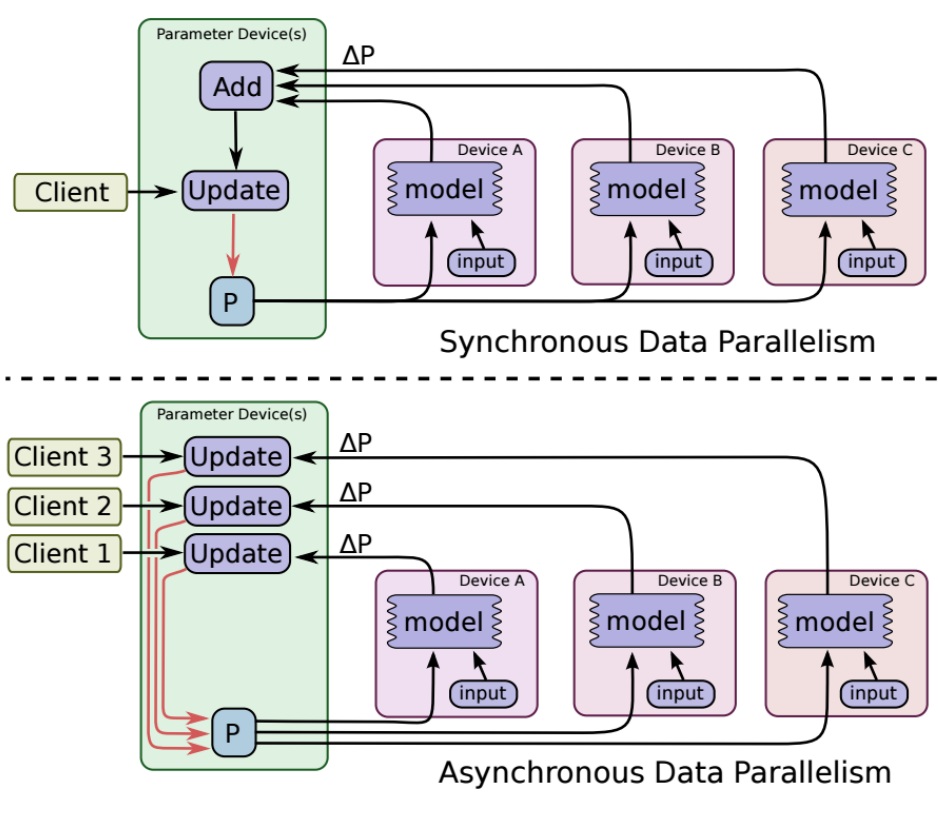 Parameter Device(s)
ΔP
Add
Device A
Device B
Device C
Client
Update
model
model
model
input
input
input
P
Synchronous Data Parallelism
Parameter Device(s)
Client 3
Update
ΔP
Client 2
Update
ΔP
Client 1
Update
ΔP
Device A
Device B
Device C
model
model
model
input
input
input
P
Asynchronous Data Parallelism